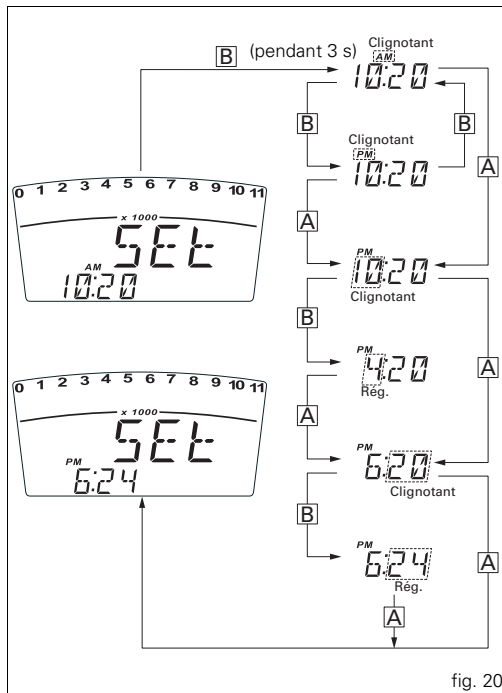 B (pendant 3 s)
Clignotant
AM
10:20
B
B
A
Clignotant
PM
10:20
A
PM
10:20
Clignotant
B
A
PM
4:20
Rég.
A
PM
6:20
Clignotant
B
A
PM
6:24
Rég.
A
0 1 2 3 4 5 6 7 8 9 10 11
x 1000
SEt
AM
10:20
0 1 2 3 4 5 6 7 8 9 10 11
x 1000
SEt
PM
6:24
fig. 20